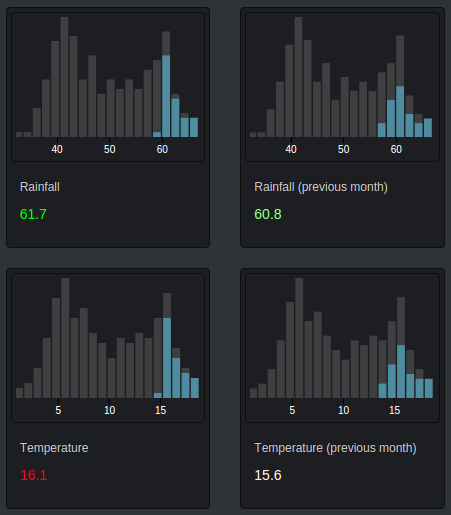 40 50 60
Rainfall
61.7
40 50 60
Rainfall (previous month)
60.8
5 10 15
Temperature
16.1
5 10 15
Temperature (previous month)
15.6